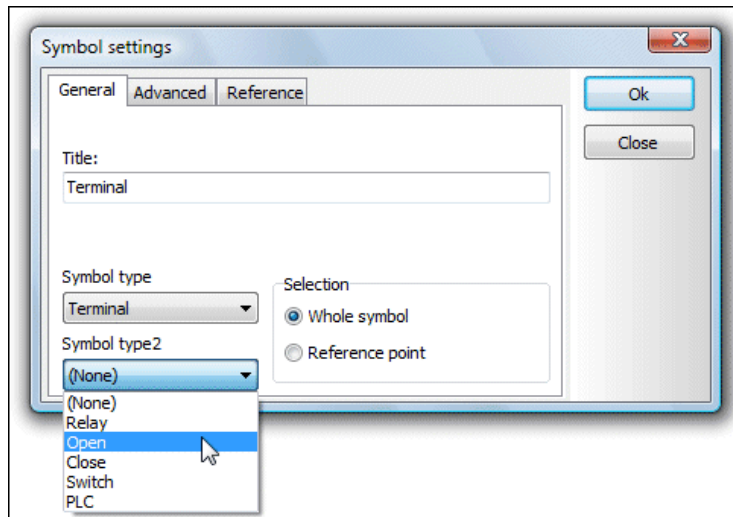 Symbol settings
General Advanced Reference
Ok
Close
Title:
Terminal
Symbol type
Terminal
Symbol type2
(None)
Selection
Whole symbol
Reference point
(None)
Relay
Open
Close
Switch
PLC